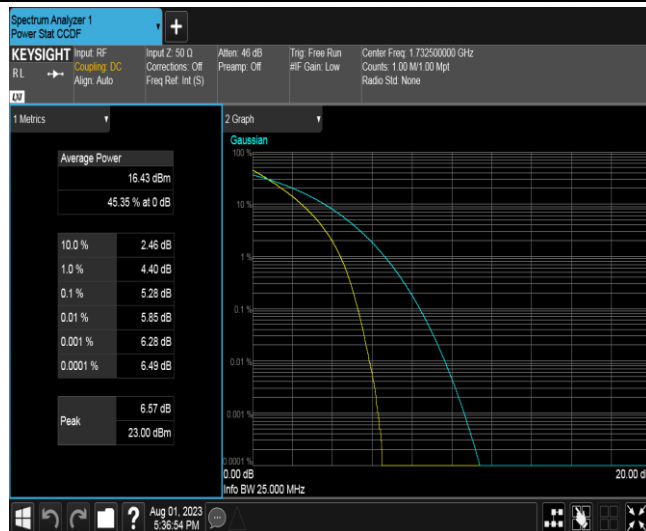 Spectrum Analyzer 1
Power Stat CCDF
KEYSIGHT
RL
Input: RF
Coupling: DC
Align: Auto
Input Z: 50 Ω
Corrections: Off
Freq Ref: Int (S)
Atten: 46 dB
Preamp: Off
Trig: Free Run
#IF Gain: Low
Center Freq: 1.732500000 GHz
Counts: 1.00 M/1.00 Mpt
Radio Std: None
1 Metrics
Average Power
16.43 dBm
45.35 % at 0 dB
10.0 % 2.46 dB
1.0 % 4.40 dB
0.1 % 5.28 dB
0.01 % 5.85 dB
0.001 % 6.28 dB
0.0001 % 6.49 dB
Peak
6.57 dB
23.00 dBm
2 Graph
Gaussian
100 %
10 %
1 %
0.1 %
0.01 %
0.001 %
0.0001 %
0.00 dB
20.00 d
Info BW 25.000 MHz
?
Aug 01, 2023
5:36:54 PM